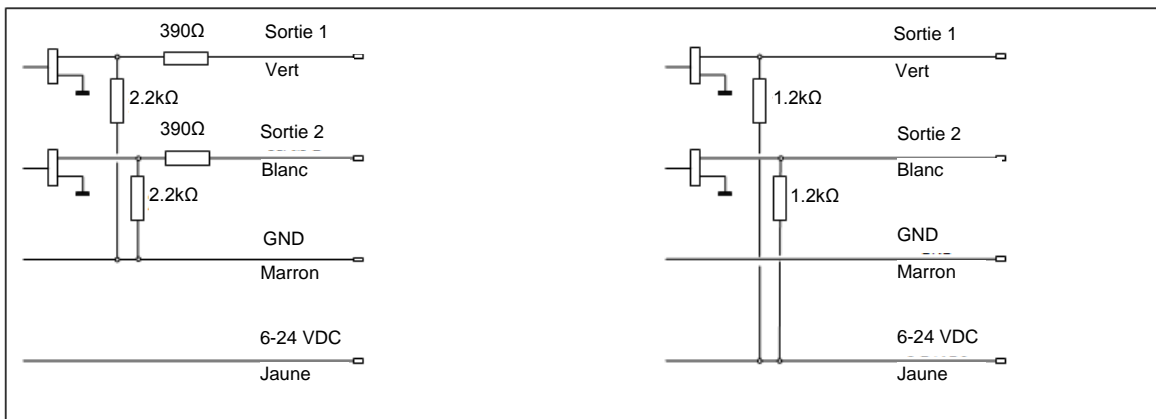 390Ω
Sortie 1
Vert
2.2kΩ
390Ω
Sortie 2
Blanc
2.2kΩ
GND
Marron
6-24 VDC
Jaune
Sortie 1
Vert
1.2kΩ
Sortie 2
Blanc
1.2kΩ
GND
Marron
6-24 VDC
Jaune